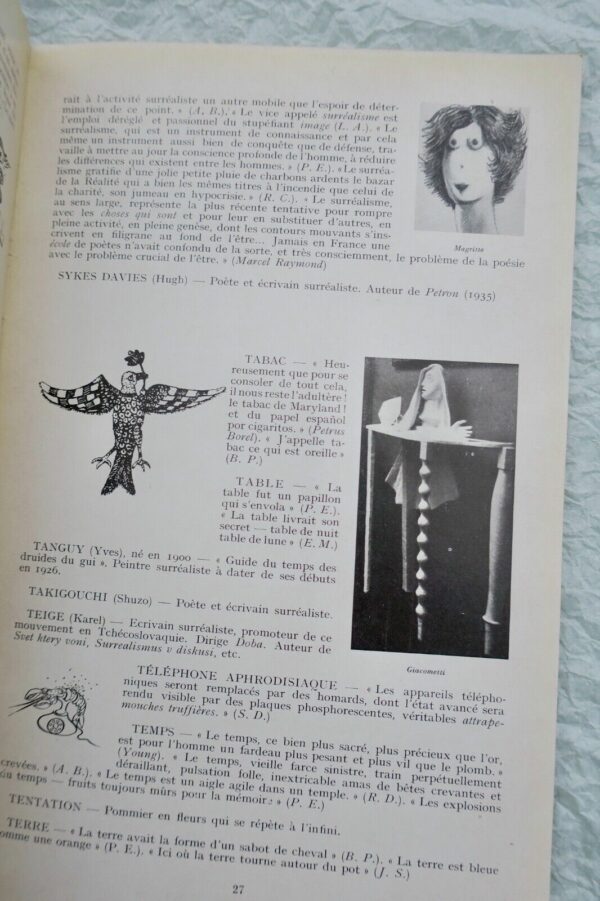 rait à l'activité surréaliste un autre mobile que l'espoir de déter-
mination de ce point. » (A. B.). « Le vice appelé surréalisme est
l'emploi déréglé et passionnel du stupéfiant image (L. A.). « Le
surréalisme, qui est un instrument de connaissance et par cela
même un instrument aussi bien de conquête que de défense, tra-
vaille à mettre au jour la conscience profonde de l'homme, à réduire
les différences qui existent entre les hommes. » (P. E.). «Le surréa-
lisme gratifie d'une jolie petite pluie de charbons ardents le bazar
de la Réalité qui a bien les mêmes titres à l'incendie que celui de
la charité, son jumeau en hypocrisie. » (R. C.). « Le surréalisme,
au sens large, représente la plus récente tentative pour rompre
avec les choses qui sont et pour leur en substituer d'autres, en
pleine activité, en pleine genèse, dont les contours mouvants s'ins-
crivent en filigrane au fond de l'être... Jamais en France une
école de poètes n'avait confondu de la sorte, et très consciemment, le problème de la poésie
avec le problème crucial de l'être. » (Marcel Raymond)
Magritte
SYKES DAVIES (Hugh) — Poète et écrivain surréaliste. Auteur de Petron (1935)
TABAC — « Heu-
reusement que pour se
consoler de tout cela,
il nous reste l'adultère !
le tabac de Maryland !
et du papel español
por cigaritos. » (Petrus
Borel). « J'appelle ta-
bac ce qui est oreille »
(B. P.)
TABLE — « La
table fut un papillon
qui s'envola » (P. E.).
« La table livrait son
secret — table de nuit
table de lune » (E. M.)
TANGUY (Yves), né en 1900 — « Guide du temps des
druides du gui ». Peintre surréaliste à dater de ses débuts
en 1926.
TAKIGOUCHI (Shuzo) — Poète et écrivain surréaliste.
TEIGE (Karel) — Ecrivain surréaliste, promoteur de ce
mouvement en Tchécoslovaquie. Dirige Doba. Auteur de
Svet ktery voni, Surrealismus v diskusi, etc.
Giacometti
TÉLÉPHONE APHRODISIAQUE — « Les appareils télépho-
niques seront remplacés par des homards, dont l'état avancé sera
rendu visible par des plaques phosphorescentes, véritables attrape-
mouches truffières. » (S. D.)
TEMPS — « Le temps, ce bien plus sacré, plus précieux que l'or,
est pour l'homme un fardeau plus pesant et plus vil que le plomb. »
(Young). « Le temps, vieille farce sinistre, train perpétuellement
déraillant, pulsation folle, inextricable amas de bêtes crevantes et
crevées. » (A. B.). « Le temps est un aigle agile dans un temple. » (R. D.). « Les explosions
du temps — fruits toujours mûrs pour la mémoire. » (P. E.)
TENTATION — Pommier en fleurs qui se répète à l'infini.
TERRE — « La terre avait la forme d'un sabot de cheval » (B. P.). « La terre est bleue
comme une orange » (P. E.). « Ici où la terre tourne autour du pot » (J. S.)
27